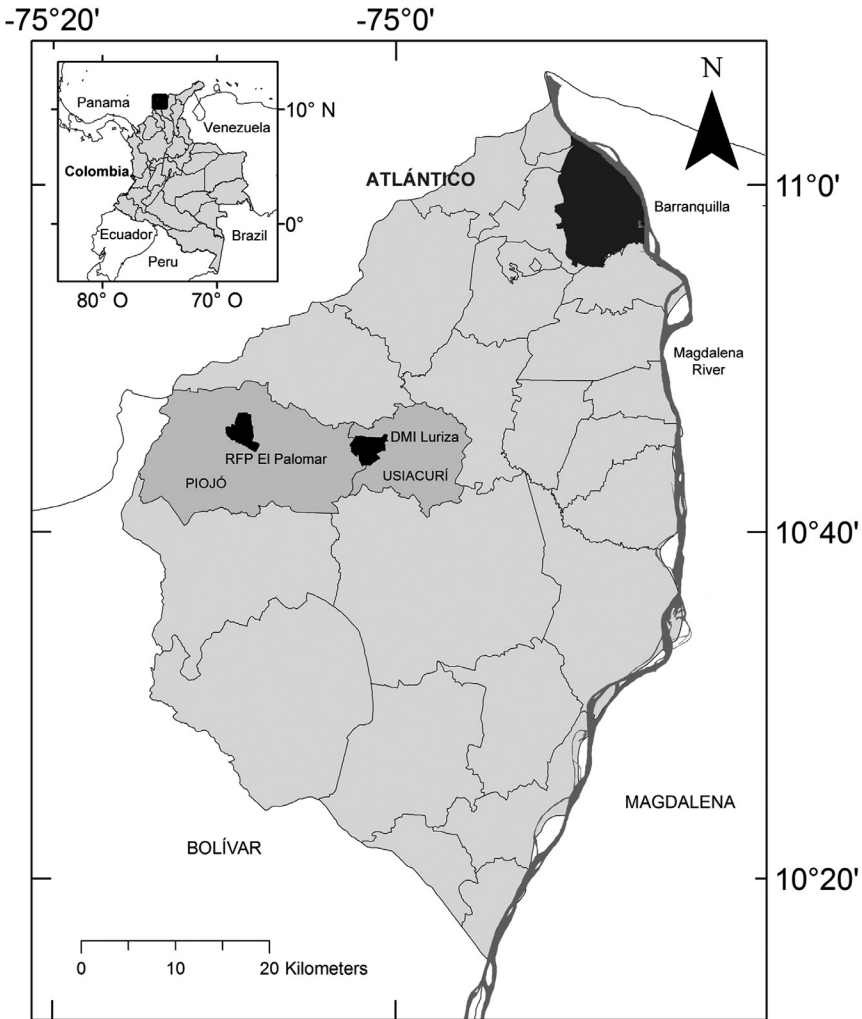 -75°20'
-75°0'
N
Panamá
10° N
Venezuela
Colombia
0°
Ecuador
Brazil
Peru
80° O
70° O
ATLÁNTICO
11°0'
Barranquilla
Magdalena
River
DMI Luriza
RFP El Palomar
PIOJÓ
USIACURÍ
10°40'
MAGDALENA
BOLÍVAR
10°20'
0 10 20 Kilometers